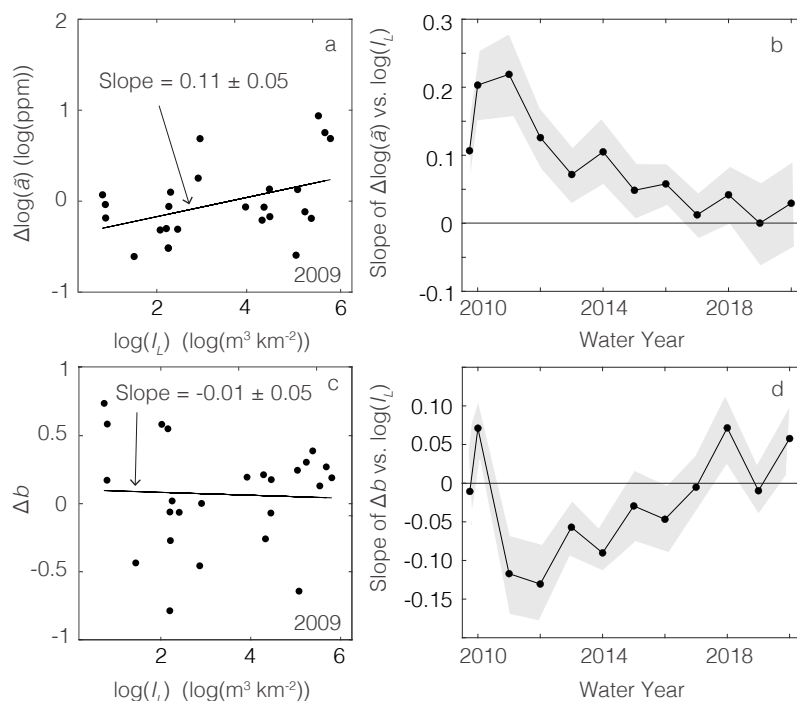 2
1
0
-1
Δlog(ã) (log(ppm))
a
Slope = 0.11 ± 0.05
2009
2
4
6
log(I_L) (log(m³ km⁻²))
0.3
0.2
0.1
0
-0.1
Slope of Δlog(ã) vs. log(I_L)
b
2010
2014
2018
Water Year
1
0.5
0
-0.5
-1
Δb
c
Slope = -0.01 ± 0.05
2009
2
4
6
log(I_L) (log(m³ km⁻²))
0.10
0.05
0
-0.05
-0.10
-0.15
Slope of Δb vs. log(I_L)
d
2010
2014
2018
Water Year